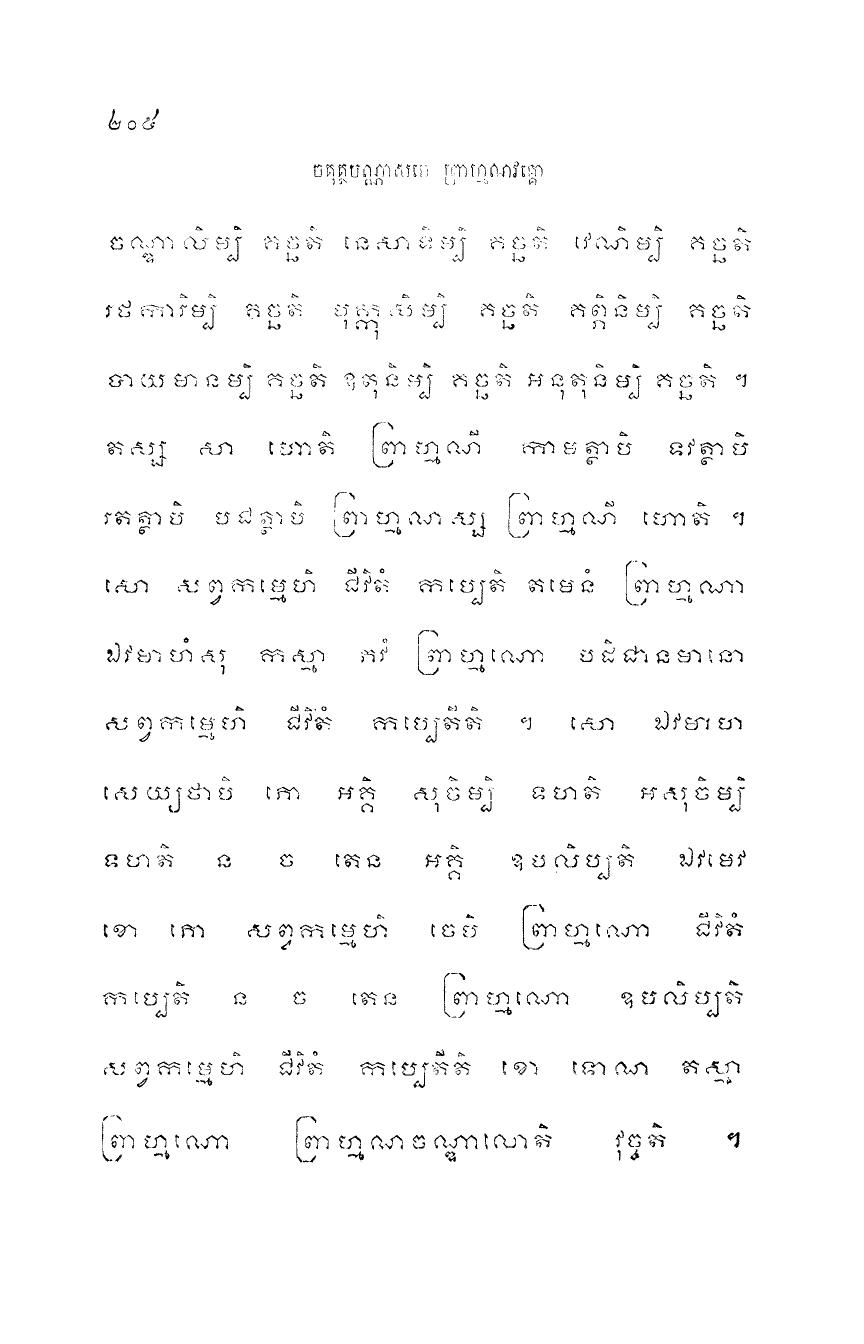 ២០៥
ចតុត្ថបណ្ណាសកេ ព្រាហ្មណវគ្គោ
ចណ្ឌាលិម្បិ គច្ឆតិ នេសាទិម្បិ គច្ឆតិ វេណិម្បិ គច្ឆតិ
រថការិម្បិ គច្ឆតិ បុក្កុសិម្បិ គច្ឆតិ គព្ភិនិម្បិ គច្ឆតិ
បាយមានម្បិ គច្ឆតិ ឧតុនិម្បិ គច្ឆតិ អនុតុនិម្បិ គច្ឆតិ ។
តស្ស សា ហោតិ ព្រាហ្មណី កាមត្ថាបិ ទវត្ថាបិ
រតត្ថាបិ បជត្ថាបិ ព្រាហ្មណស្ស ព្រាហ្មណី ហោតិ ។
សោ សព្វកម្មេហិ ជីវិតំ កប្បេតិ តមេនំ ព្រាហ្មណា
ឯវមាហំសុ កស្មា ភវំ ព្រាហ្មណោ បដិជានមានោ
សព្វកម្មេហិ ជីវិតំ កប្បេតីតិ ។ សោ ឯវមាហ
សេយ្យថាបិ ភោ អគ្គិ សុចិម្បិ ទហតិ អសុចិម្បិ
ទហតិ ន ច តេន អគ្គិ ឧបលិប្បតិ ឯវមេវ
ខោ ភោ សព្វកម្មេហិ ចេបិ ព្រាហ្មណោ ជីវិតំ
កប្បេតិ ន ច តេន ព្រាហ្មណោ ឧបលិប្បតិ
សព្វកម្មេហិ ជីវិតំ កប្បេតីតិ ខោ ទោណ តស្មា
ព្រាហ្មណោ ព្រាហ្មណចណ្ឌាលោតិ វុច្ចតិ ។